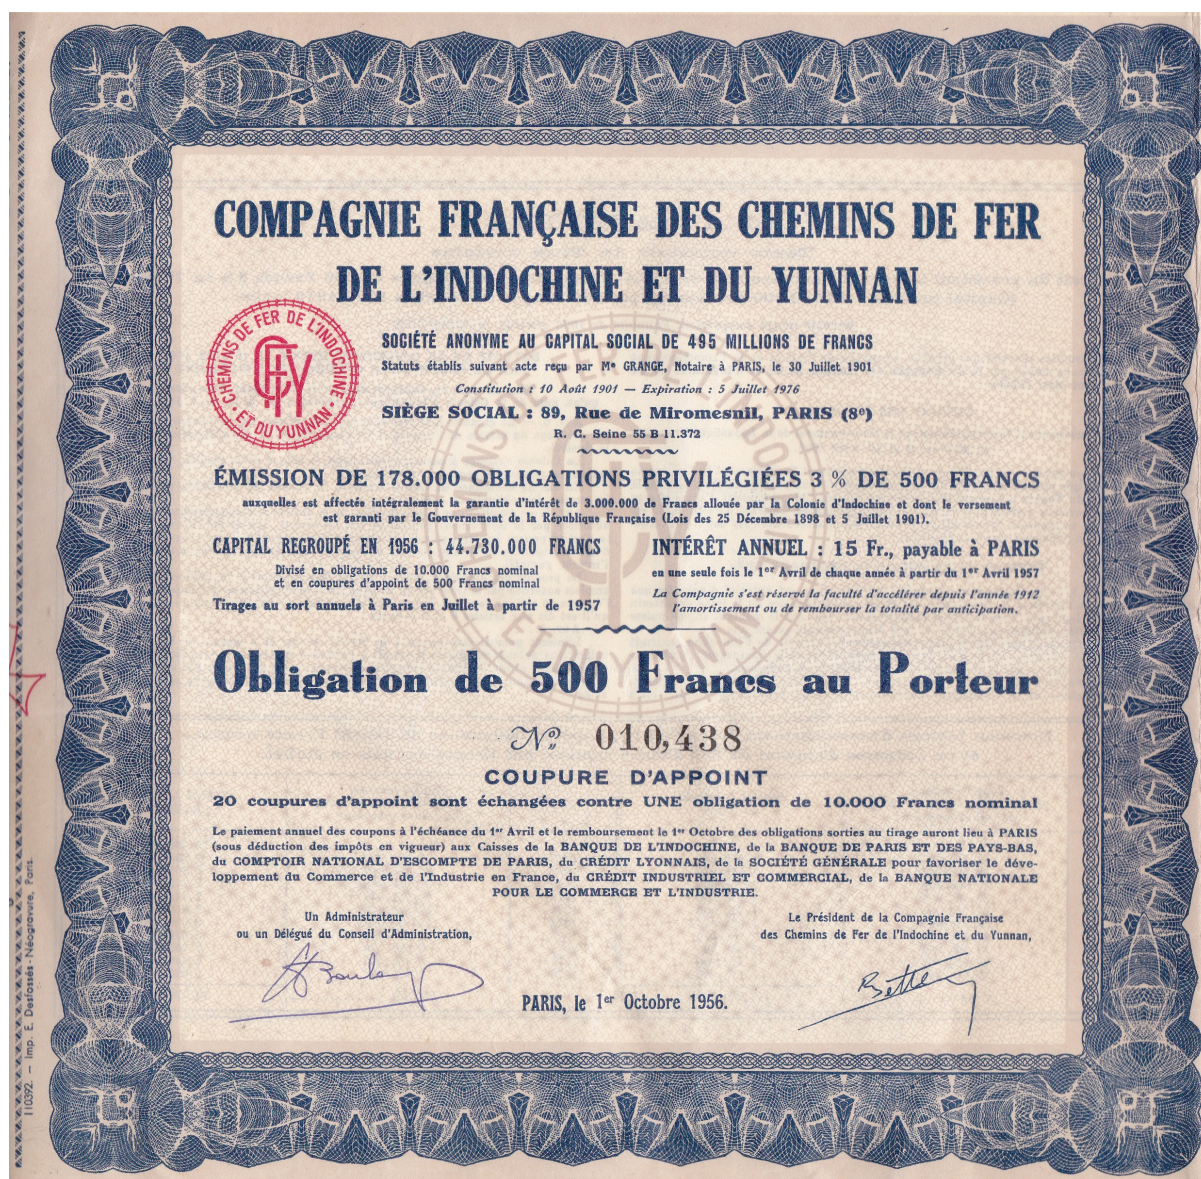 COMPAGNIE FRANÇAISE DES CHEMINS DE FER
DE L'INDOCHINE ET DU YUNNAN
CHEMINS DE FER DE L'INDOCHINE
· ET DU YUNNAN ·
CFIY
SOCIÉTÉ ANONYME AU CAPITAL SOCIAL DE 495 MILLIONS DE FRANCS
Statuts établis suivant acte reçu par Me GRANGE, Notaire à PARIS, le 30 Juillet 1901
Constitution : 10 Août 1901 — Expiration : 5 Juillet 1976
SIÈGE SOCIAL : 89, Rue de Miromesnil, PARIS (8e)
R. C. Seine 55 B 11.372
ÉMISSION DE 178.000 OBLIGATIONS PRIVILÉGIÉES 3 % DE 500 FRANCS
auxquelles est affectée intégralement la garantie d'intérêt de 3.000.000 de Francs allouée par la Colonie d'Indochine et dont le versement
est garanti par le Gouvernement de la République Française (Lois des 25 Décembre 1898 et 5 Juillet 1901).
CAPITAL REGROUPÉ EN 1956 : 44.730.000 FRANCS
Divisé en obligations de 10.000 Francs nominal
et en coupures d'appoint de 500 Francs nominal
Tirages au sort annuels à Paris en Juillet à partir de 1957
INTÉRÊT ANNUEL : 15 Fr., payable à PARIS
en une seule fois le 1er Avril de chaque année à partir du 1er Avril 1957
La Compagnie s'est réservé la faculté d'accélérer depuis l'année 1912
l'amortissement ou de rembourser la totalité par anticipation.
Obligation de 500 Francs au Porteur
No 010,438
COUPURE D'APPOINT
20 coupures d'appoint sont échangées contre UNE obligation de 10.000 Francs nominal
Le paiement annuel des coupons à l'échéance du 1er Avril et le remboursement le 1er Octobre des obligations sorties au tirage auront lieu à PARIS
(sous déduction des impôts en vigueur) aux Caisses de la BANQUE DE L'INDOCHINE, de la BANQUE DE PARIS ET DES PAYS-BAS,
du COMPTOIR NATIONAL D'ESCOMPTE DE PARIS, du CRÉDIT LYONNAIS, de la SOCIÉTÉ GÉNÉRALE pour favoriser le déve-
loppement du Commerce et de l'Industrie en France, du CRÉDIT INDUSTRIEL ET COMMERCIAL, de la BANQUE NATIONALE
POUR LE COMMERCE ET L'INDUSTRIE.
Un Administrateur
ou un Délégué du Conseil d'Administration,
Le Président de la Compagnie Française
des Chemins de Fer de l'Indochine et du Yunnan,
PARIS, le 1er Octobre 1956.
110392. — Imp. E. Desfossés - Néogravure, Paris.